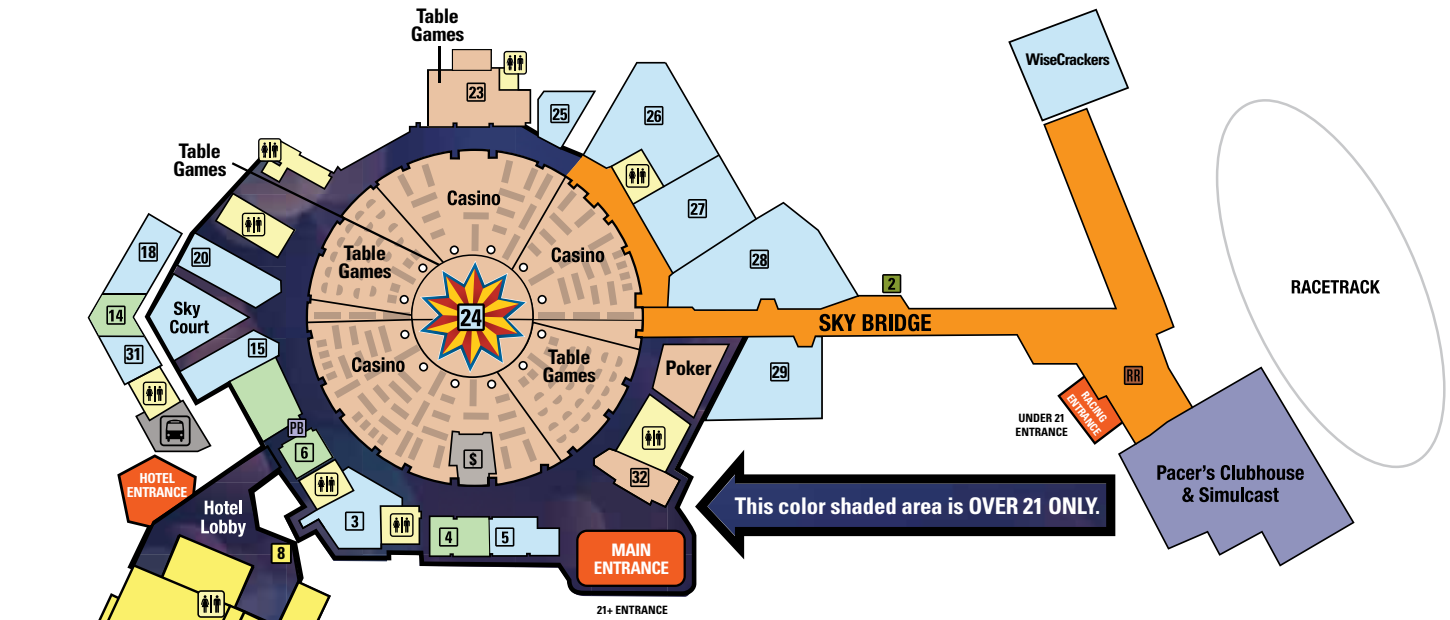 Table
Games
23
25
26
WiseCrackers
Table
Games
Casino
27
18
20
Table
Games
Casino
28
2
RACETRACK
14
Sky
Court
24
SKY BRIDGE
31
15
Casino
Table
Games
Poker
29
RR
RACING
ENTRANCE
UNDER 21
ENTRANCE
PB
6
$
32
HOTEL
ENTRANCE
Pacer's Clubhouse
& Simulcast
Hotel
Lobby
3
4
5
This color shaded area is OVER 21 ONLY.
8
MAIN
ENTRANCE
21+ ENTRANCE